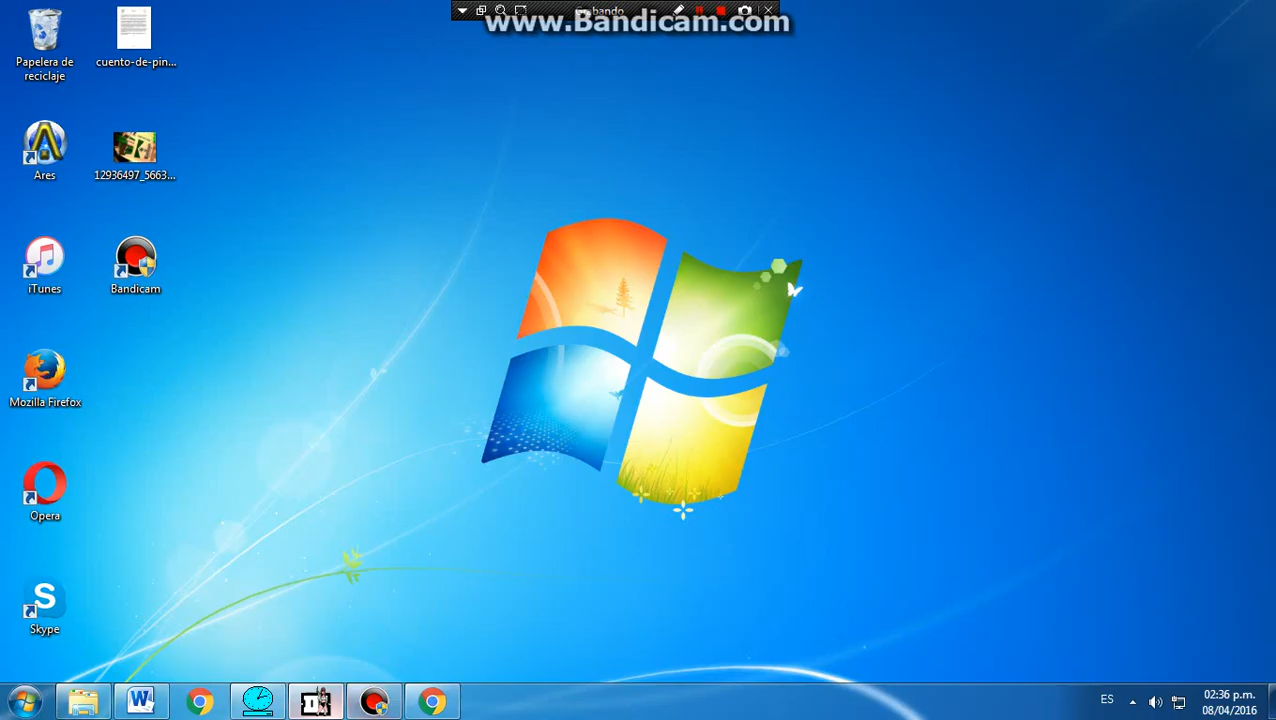 www.Bandicam.com
Papelera de
reciclaje
cuento-de-pin...
Ares
12936497_5663...
iTunes
Bandicam
Mozilla Firefox
Opera
Skype
ES
02:36 p.m.
08/04/2016